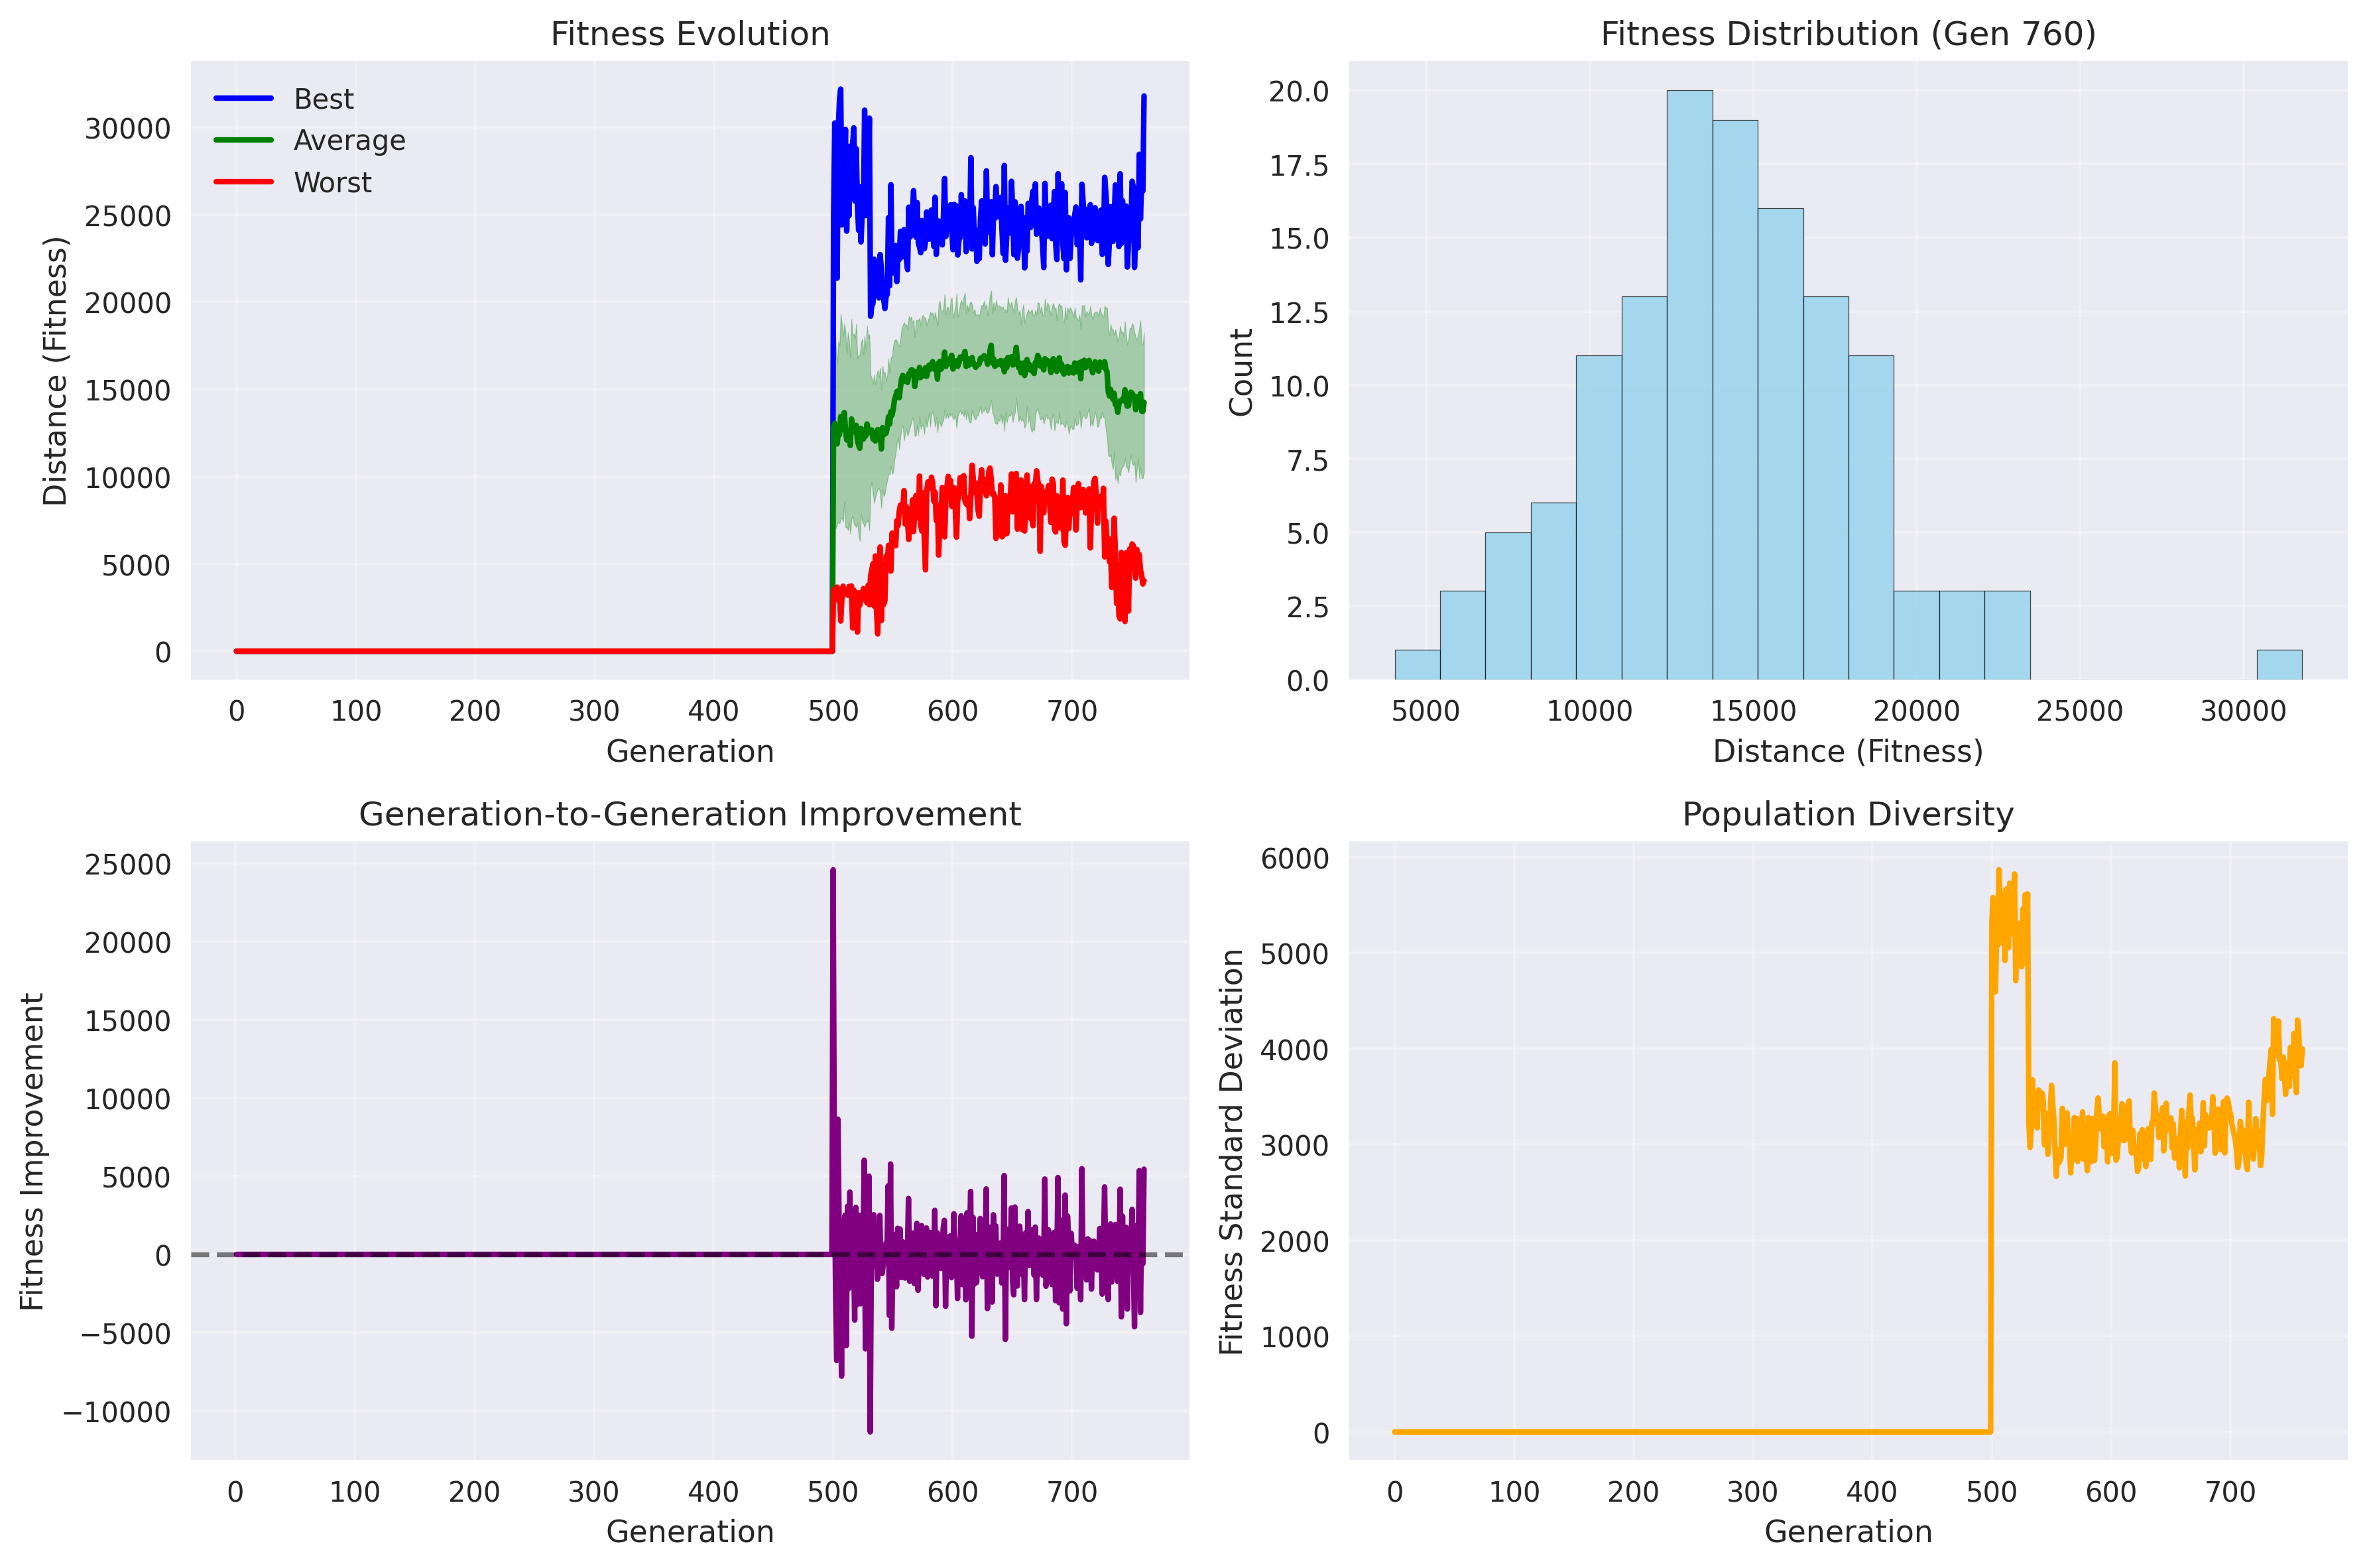 Fitness Evolution
Distance (Fitness)
30000
25000
20000
15000
10000
5000
0
Best
Average
Worst
0 100 200 300 400 500 600 700
Generation
Fitness Distribution (Gen 760)
Count
20.0
17.5
15.0
12.5
10.0
7.5
5.0
2.5
0.0
5000 10000 15000 20000 25000 30000
Distance (Fitness)
Generation-to-Generation Improvement
Fitness Improvement
25000
20000
15000
10000
5000
0
−5000
−10000
0 100 200 300 400 500 600 700
Generation
Population Diversity
Fitness Standard Deviation
6000
5000
4000
3000
2000
1000
0
0 100 200 300 400 500 600 700
Generation